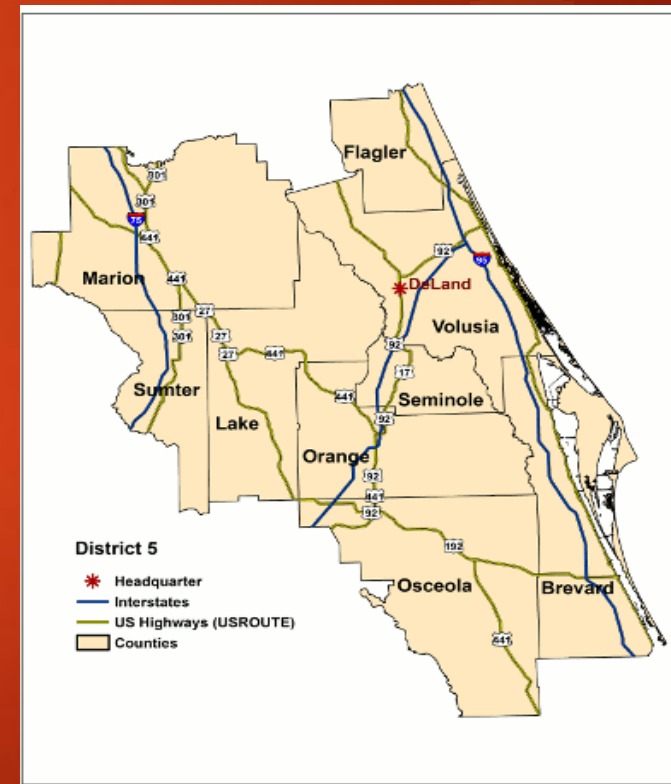 Flagler
301
301
75
441
92
95
Marion
441
DeLand
27
301
301
27
92
Volusia
27
441
17
Sumter
441
Seminole
Lake
92
Orange
92
441
92
192
District 5
Headquarter
Interstates
US Highways (USROUTE)
Counties
Osceola
Brevard
441